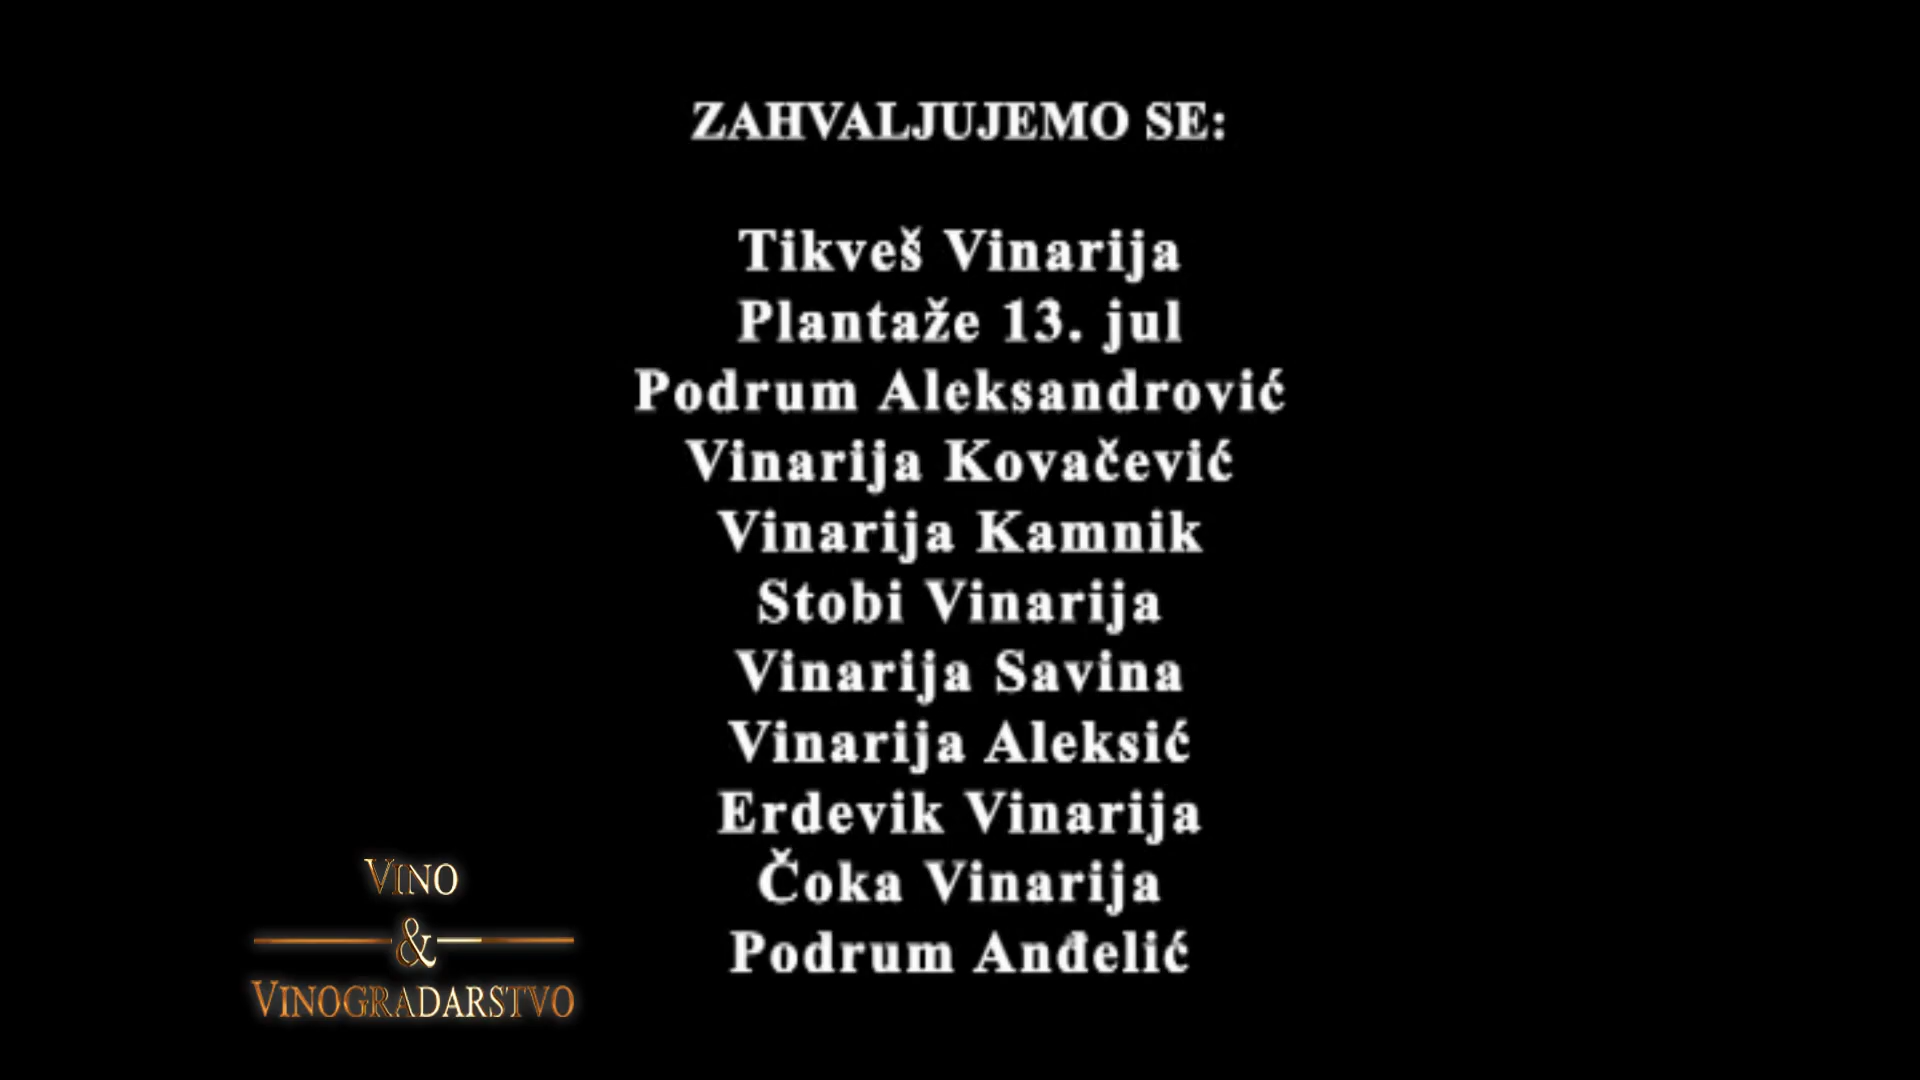 ZAHVALJUJEMO SE:
Tikveš Vinarija
Plantaže 13. jul
Podrum Aleksandrović
Vinarija Kovačević
Vinarija Kamnik
Stobi Vinarija
Vinarija Savina
Vinarija Aleksić
Erdevik Vinarija
Čoka Vinarija
Podrum Anđelić
VINO
&
VINOGRADARSTVO